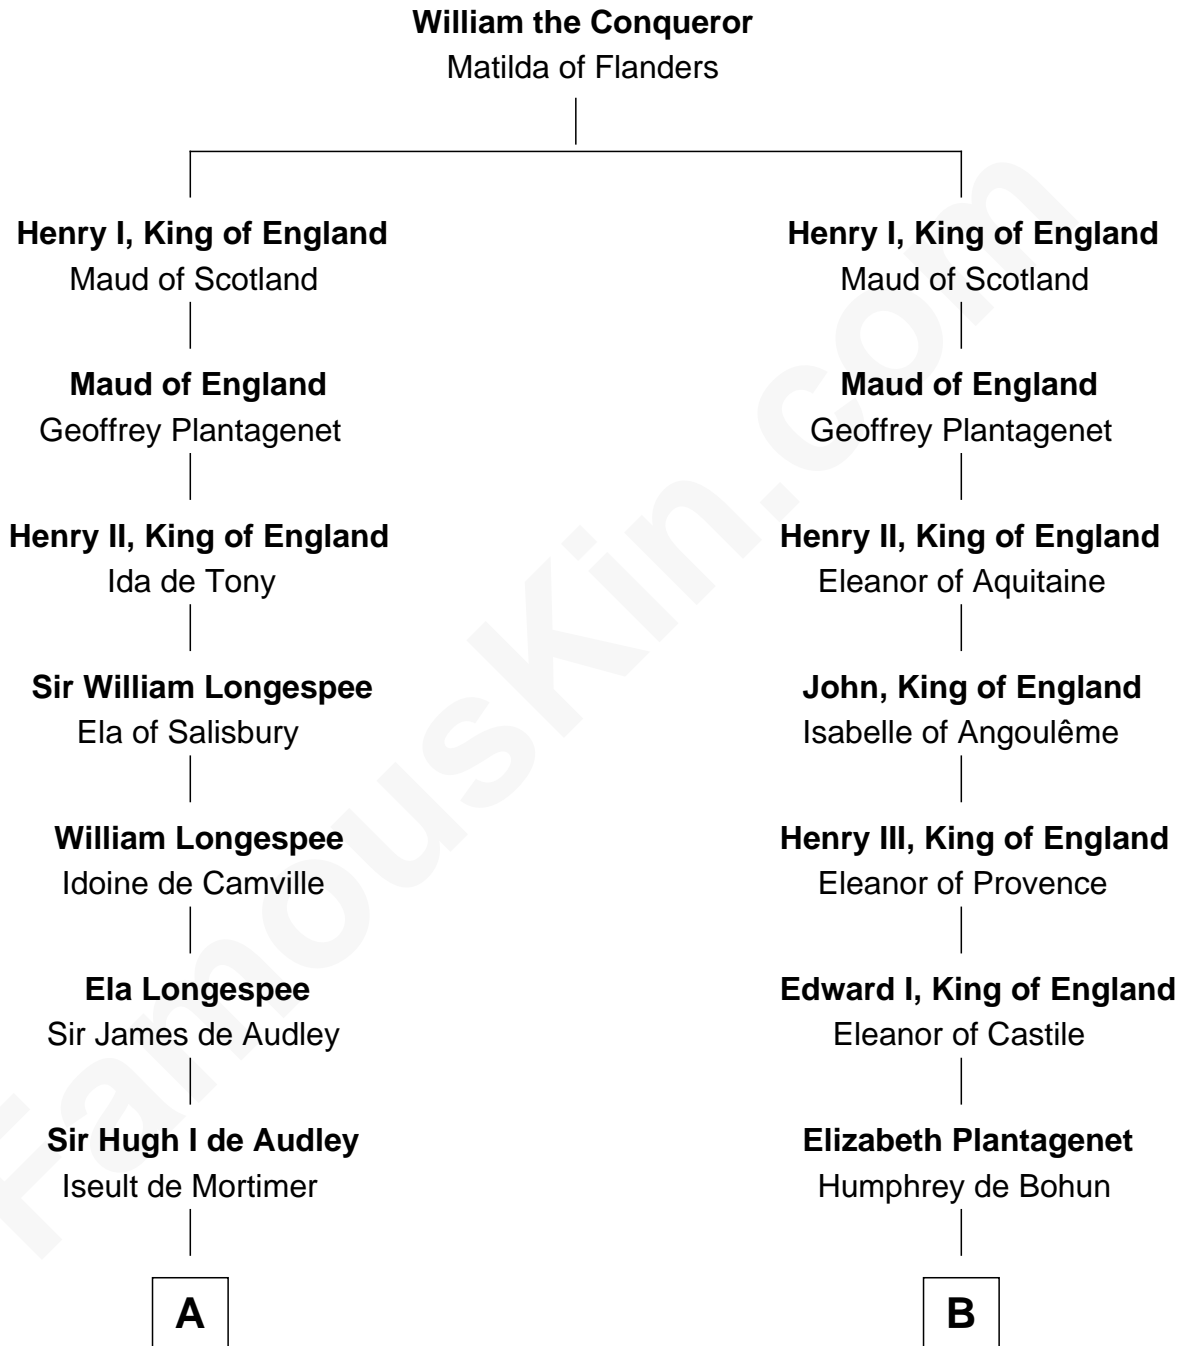 William the Conqueror
Matilda of Flanders
Henry I, King of England
Maud of Scotland
Maud of England
Geoffrey Plantagenet
Henry II, King of England
Ida de Tony
Sir William Longespee
Ela of Salisbury
William Longespee
Idoine de Camville
Ela Longespee
Sir James de Audley
Sir Hugh I de Audley
Iseult de Mortimer
A
Henry I, King of England
Maud of Scotland
Maud of England
Geoffrey Plantagenet
Henry II, King of England
Eleanor of Aquitaine
John, King of England
Isabelle of Angoulême
Henry III, King of England
Eleanor of Provence
Edward I, King of England
Eleanor of Castile
Elizabeth Plantagenet
Humphrey de Bohun
B
FamousKin.com